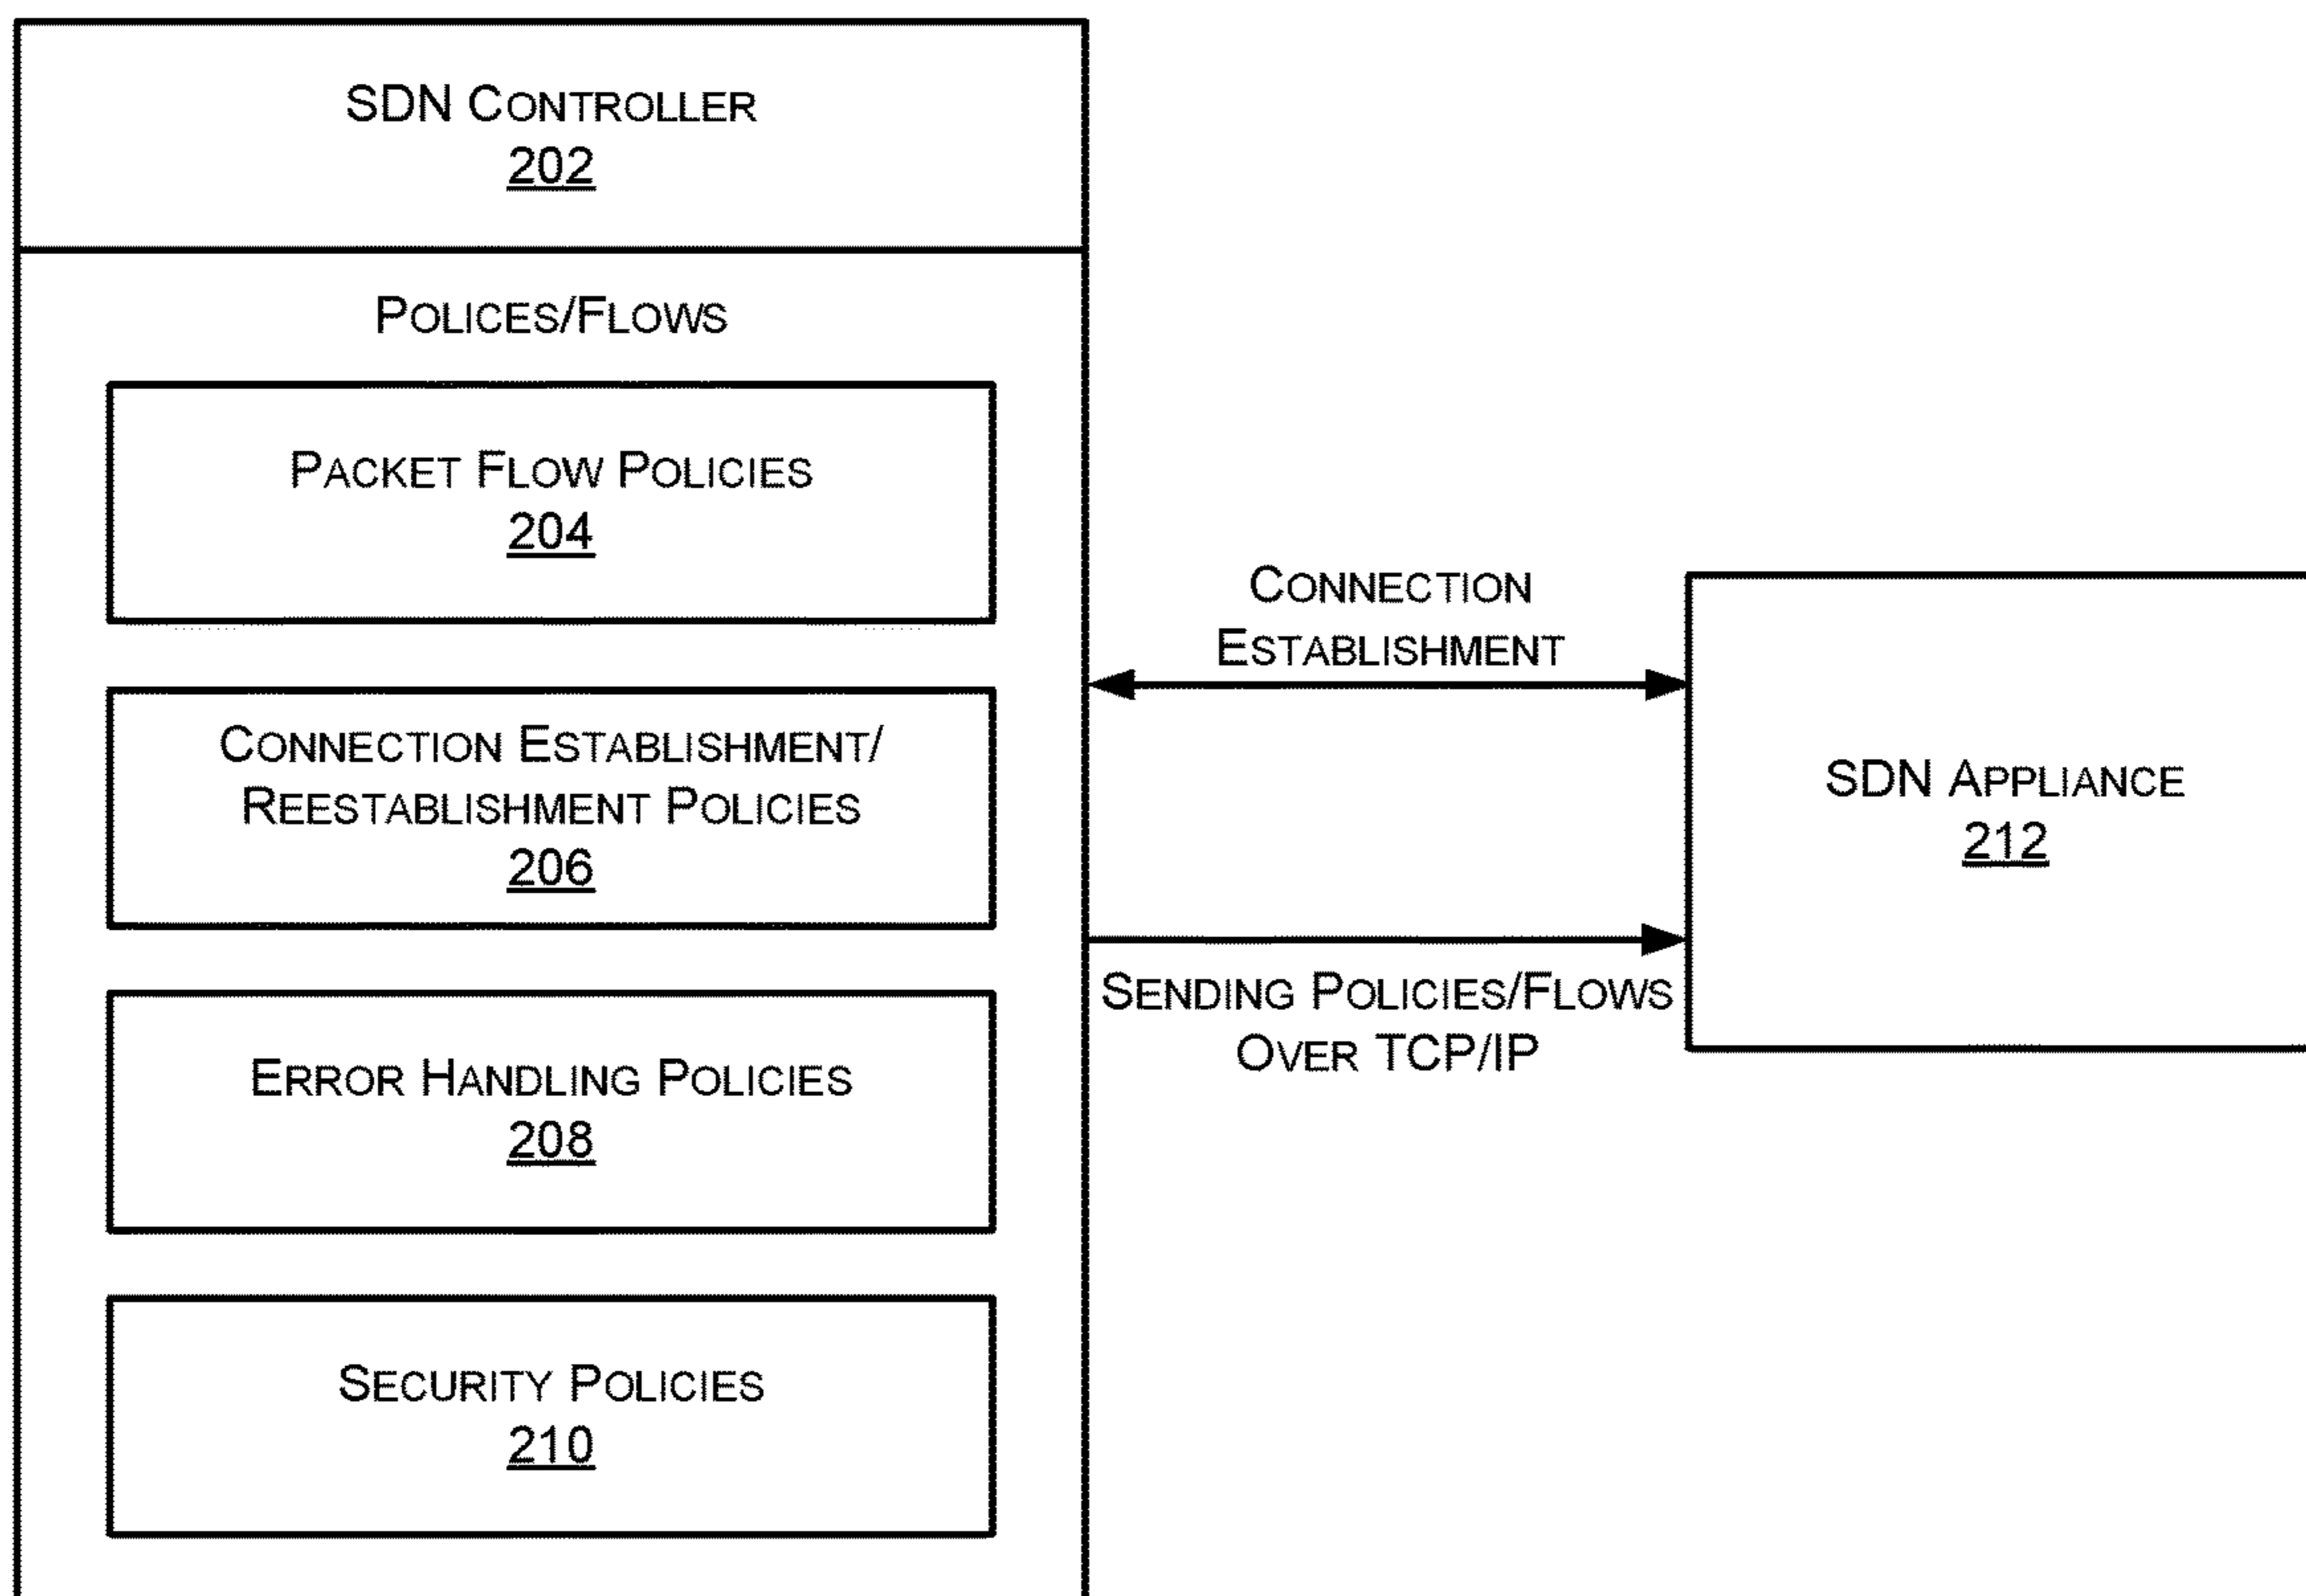 SDN CONTROLLER
202
POLICES/FLOWS
PACKET FLOW POLICIES
204
CONNECTION ESTABLISHMENT/
REESTABLISHMENT POLICIES
206
ERROR HANDLING POLICIES
208
SECURITY POLICIES
210
CONNECTION
ESTABLISHMENT
SENDING POLICIES/FLOWS
OVER TCP/IP
SDN APPLIANCE
212